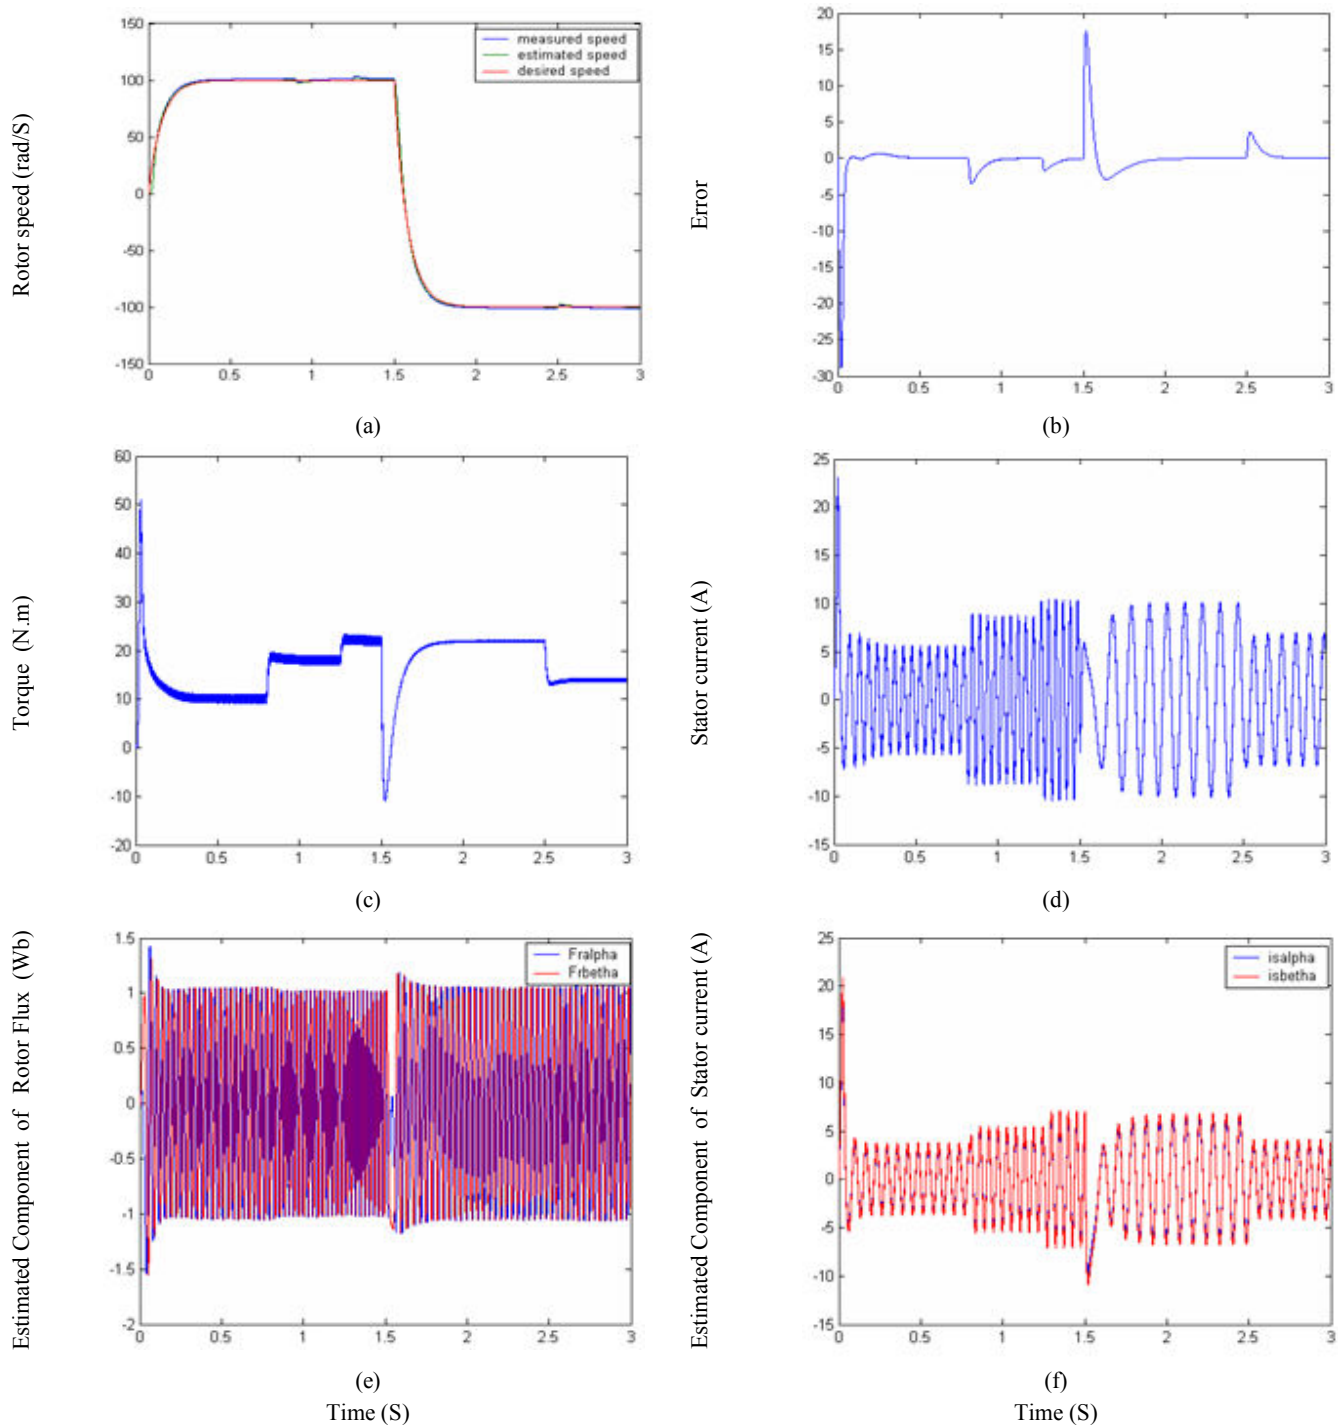 Rotor speed (rad/S)
150
100
50
0
-50
-100
-150
0 0.5 1 1.5 2 2.5 3
measured speed
estimated speed
desired speed
(a)
Error
20
15
10
5
0
-5
-10
-15
-20
-25
-30
0 0.5 1 1.5 2 2.5 3
(b)
Torque (N.m)
60
50
40
30
20
10
0
-10
-20
0 0.5 1 1.5 2 2.5 3
(c)
Stator current (A)
25
20
15
10
5
0
-5
-10
-15
0 0.5 1 1.5 2 2.5 3
(d)
Estimated Component of Rotor Flux (Wb)
1.5
1
0.5
0
-0.5
-1
-1.5
-2
0 0.5 1 1.5 2 2.5 3
Fralpha
Frbetha
(e)
Time (S)
Estimated Component of Stator current (A)
25
20
15
10
5
0
-5
-10
-15
0 0.5 1 1.5 2 2.5 3
isalpha
isbetha
(f)
Time (S)